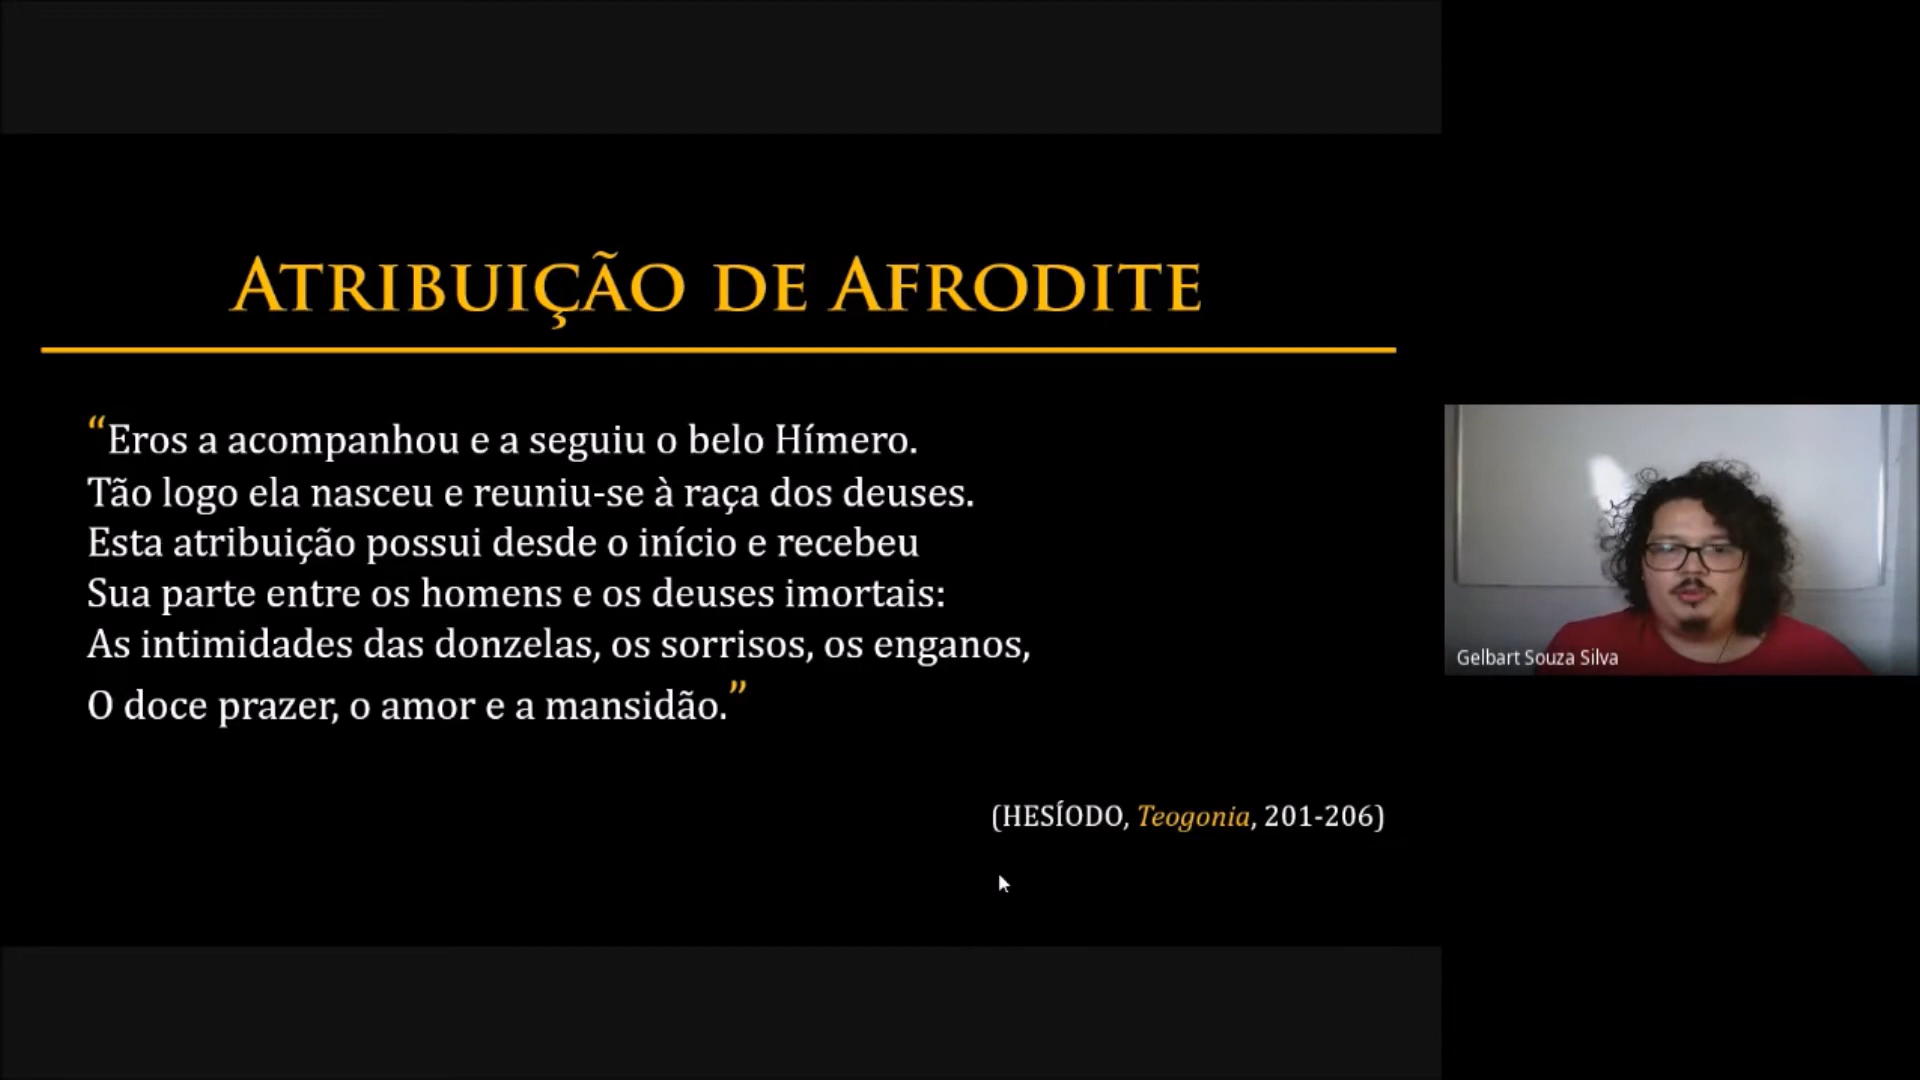 ATRIBUIÇÃO DE AFRODITE
“Eros a acompanhou e a seguiu o belo Hímero.
Tão logo ela nasceu e reuniu-se à raça dos deuses.
Esta atribuição possui desde o início e recebeu
Sua parte entre os homens e os deuses imortais:
As intimidades das donzelas, os sorrisos, os enganos,
O doce prazer, o amor e a mansidão.”
(HESÍODO, Teogonia, 201-206)
Gelbart Souza Silva